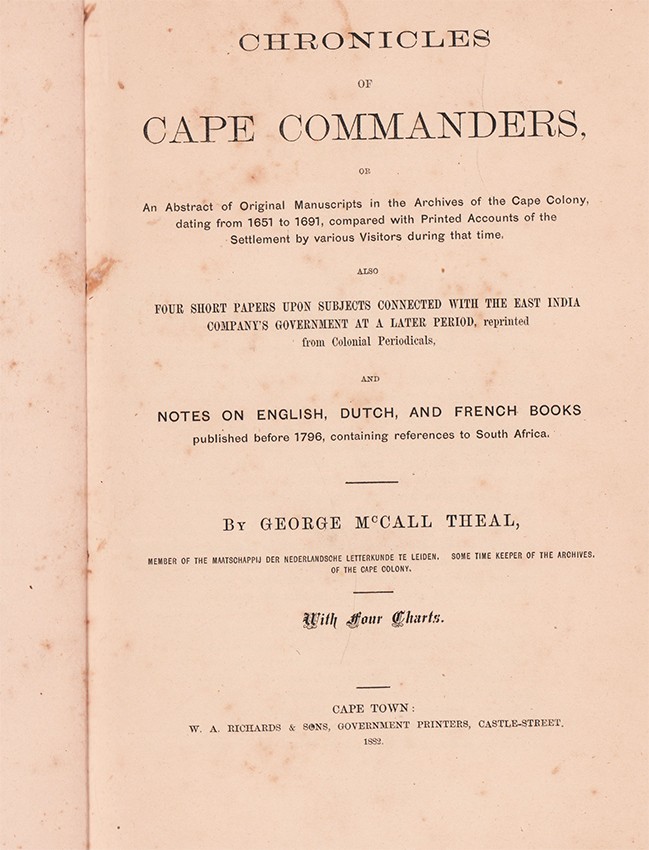 CHRONICLES
OF
CAPE COMMANDERS,
OR
An Abstract of Original Manuscripts in the Archives of the Cape Colony,
dating from 1651 to 1691, compared with Printed Accounts of the
Settlement by various Visitors during that time.
ALSO
FOUR SHORT PAPERS UPON SUBJECTS CONNECTED WITH THE EAST INDIA
COMPANY'S GOVERNMENT AT A LATER PERIOD, reprinted
from Colonial Periodicals,
AND
NOTES ON ENGLISH, DUTCH, AND FRENCH BOOKS
published before 1796, containing references to South Africa.
BY GEORGE McCALL THEAL,
MEMBER OF THE MAATSCHAPPIJ DER NEDERLANDSCHE LETTERKUNDE TE LEIDEN. SOME TIME KEEPER OF THE ARCHIVES.
OF THE CAPE COLONY.
With Four Charts.
CAPE TOWN:
W. A. RICHARDS & SONS, GOVERNMENT PRINTERS, CASTLE-STREET.
1882.